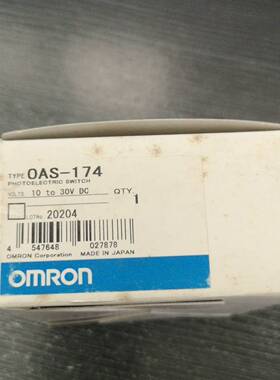 TYPE OAS-174
PHOTOELECTRIC SWITCH
VOLTS 10 to 30V DC QTY
1
LOTNo 20204
4 547648 027878
OMRON Corporation MADE IN JAPAN
OMRON